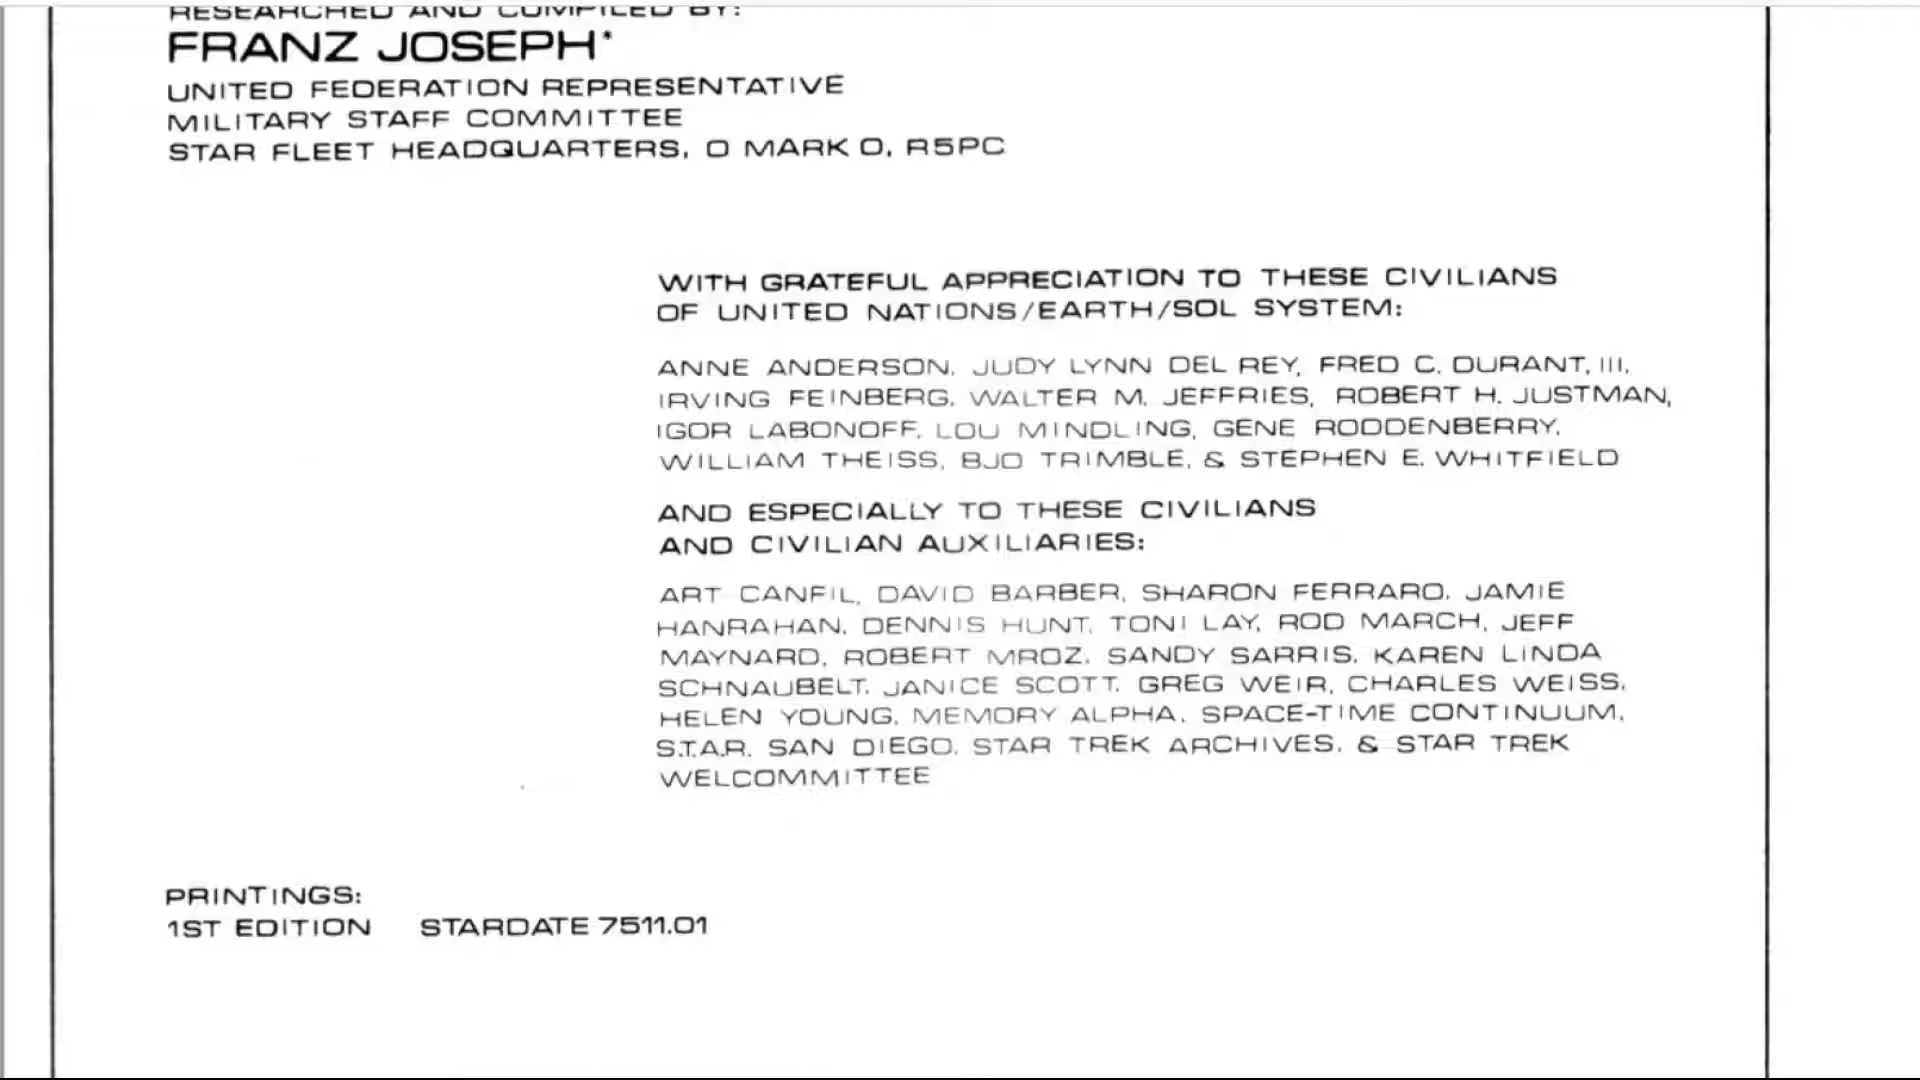 RESEARCHED AND COMPILED BY:
FRANZ JOSEPH*
UNITED FEDERATION REPRESENTATIVE
MILITARY STAFF COMMITTEE
STAR FLEET HEADQUARTERS, 0 MARK 0, R5PC
WITH GRATEFUL APPRECIATION TO THESE CIVILIANS
OF UNITED NATIONS/EARTH/SOL SYSTEM:
ANNE ANDERSON, JUDY LYNN DEL REY, FRED C. DURANT, III,
IRVING FEINBERG, WALTER M. JEFFRIES, ROBERT H. JUSTMAN,
IGOR LABONOFF, LOU MINDLING, GENE RODDENBERRY,
WILLIAM THEISS, BJO TRIMBLE, & STEPHEN E. WHITFIELD
AND ESPECIALLY TO THESE CIVILIANS
AND CIVILIAN AUXILIARIES:
ART CANFIL, DAVID BARBER, SHARON FERRARO, JAMIE
HANRAHAN, DENNIS HUNT, TONI LAY, ROD MARCH, JEFF
MAYNARD, ROBERT MROZ, SANDY SARRIS, KAREN LINDA
SCHNAUBELT, JANICE SCOTT, GREG WEIR, CHARLES WEISS,
HELEN YOUNG, MEMORY ALPHA, SPACE-TIME CONTINUUM,
S.T.A.R. SAN DIEGO, STAR TREK ARCHIVES, & STAR TREK
WELCOMMITTEE
PRINTINGS:
1ST EDITION STARDATE 7511.01